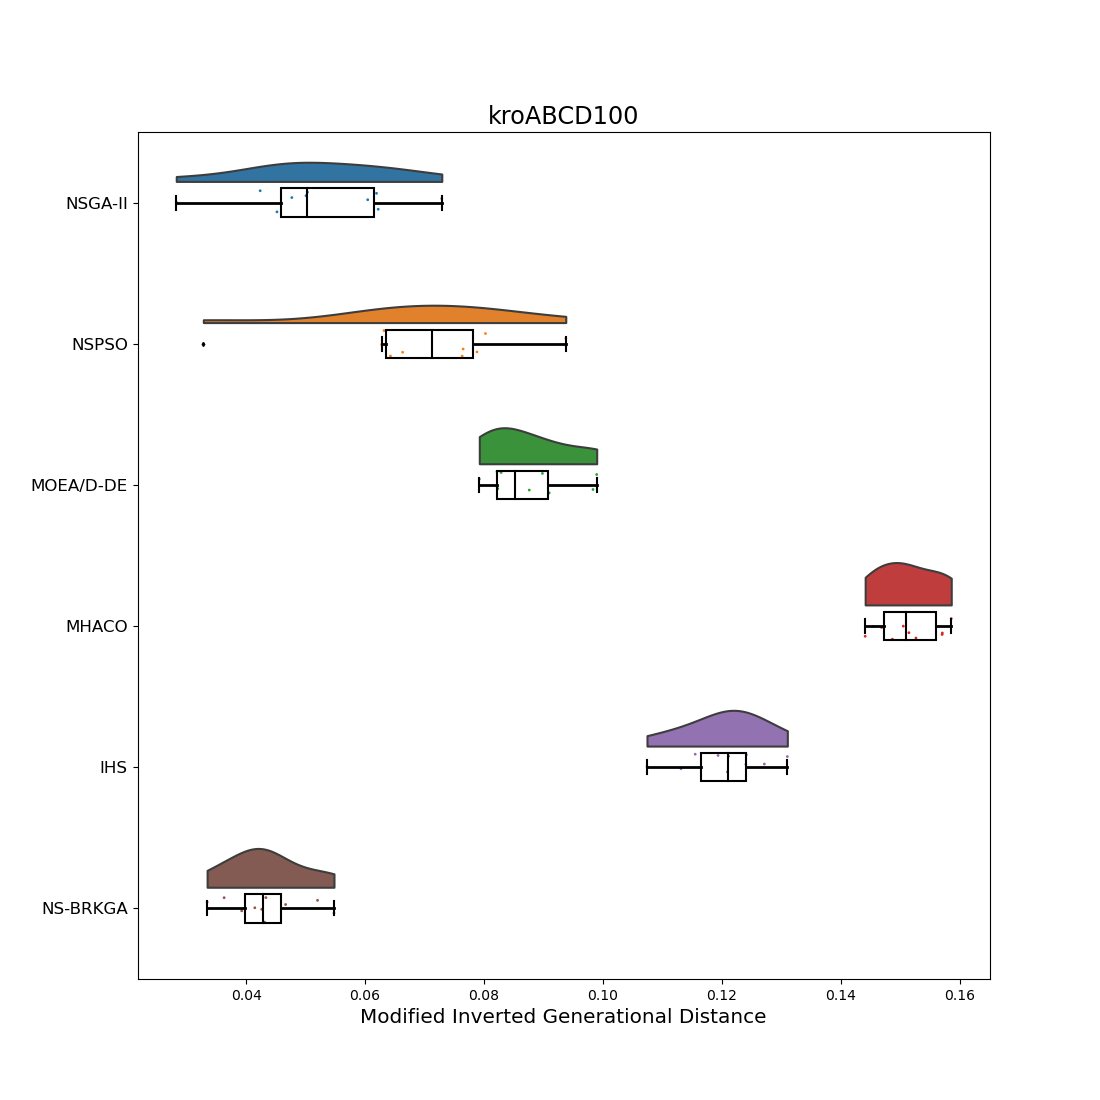 kroABCD100
NSGA-II
NSPSO
MOEA/D-DE
MHACO
IHS
NS-BRKGA
0.04 0.06 0.08 0.10 0.12 0.14 0.16
Modified Inverted Generational Distance